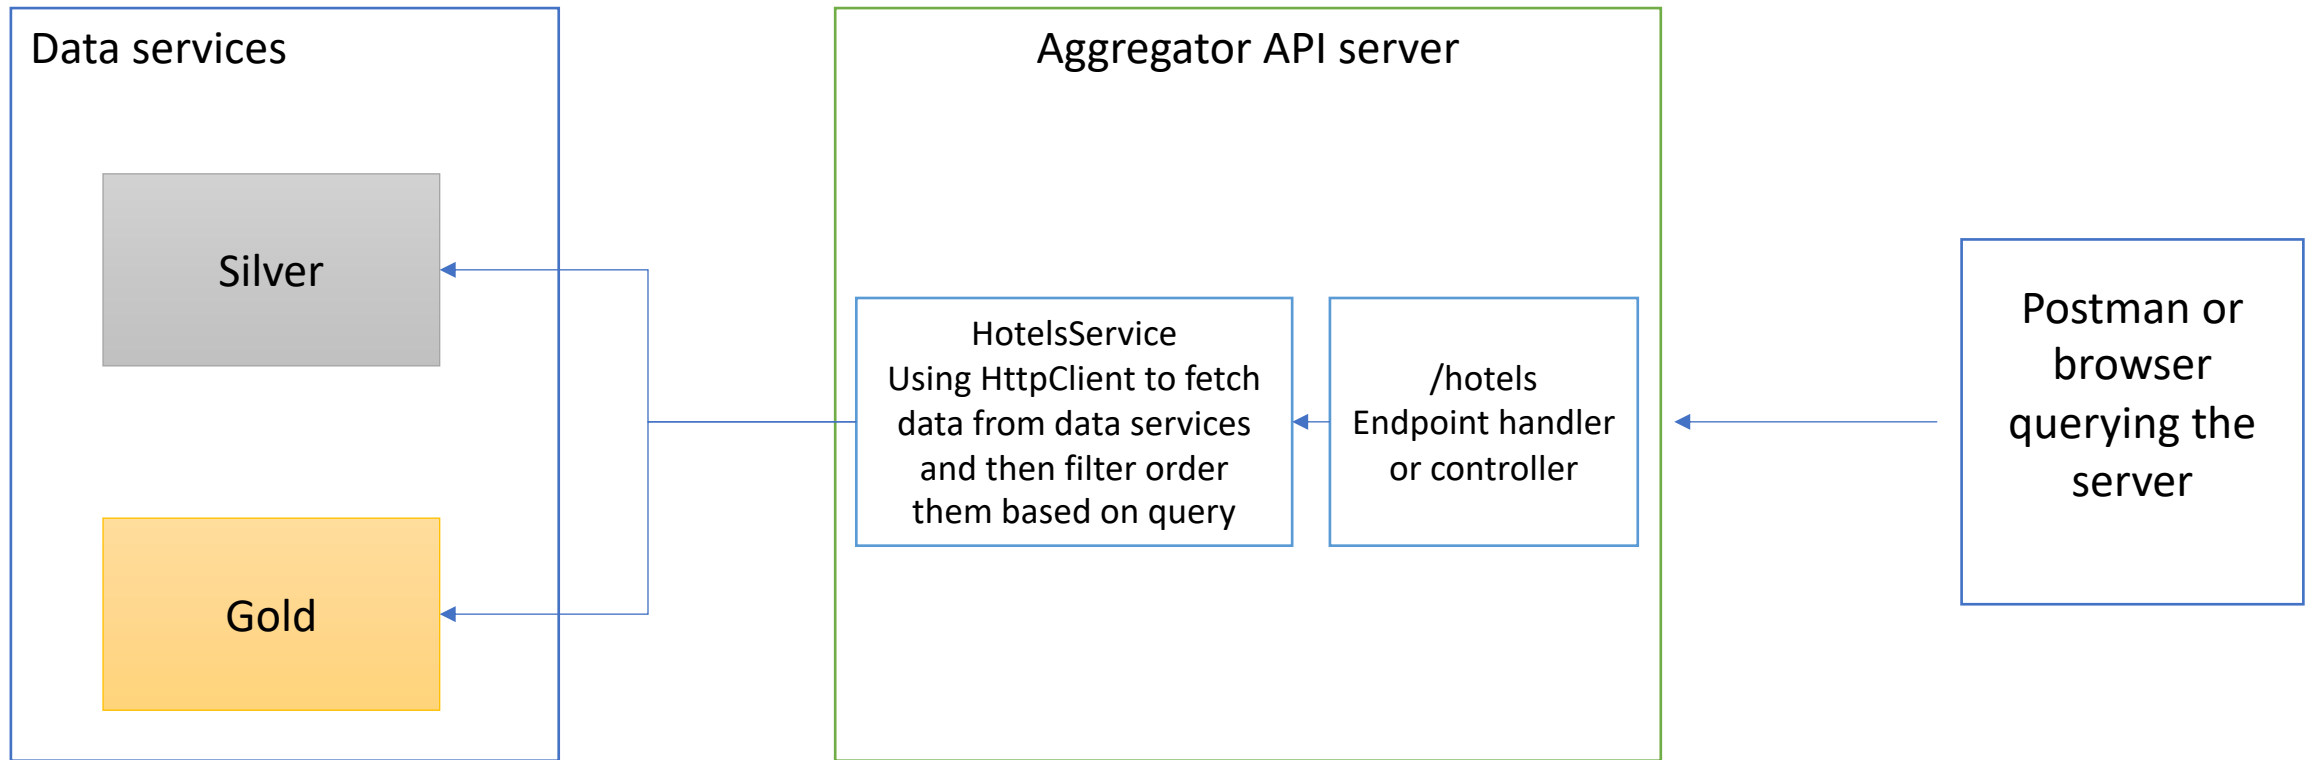 Data services
Silver
Gold
Aggregator API server
HotelsService
Using HttpClient to fetch
data from data services
and then filter order
them based on query
/hotels
Endpoint handler
or controller
Postman or
browser
querying the
server